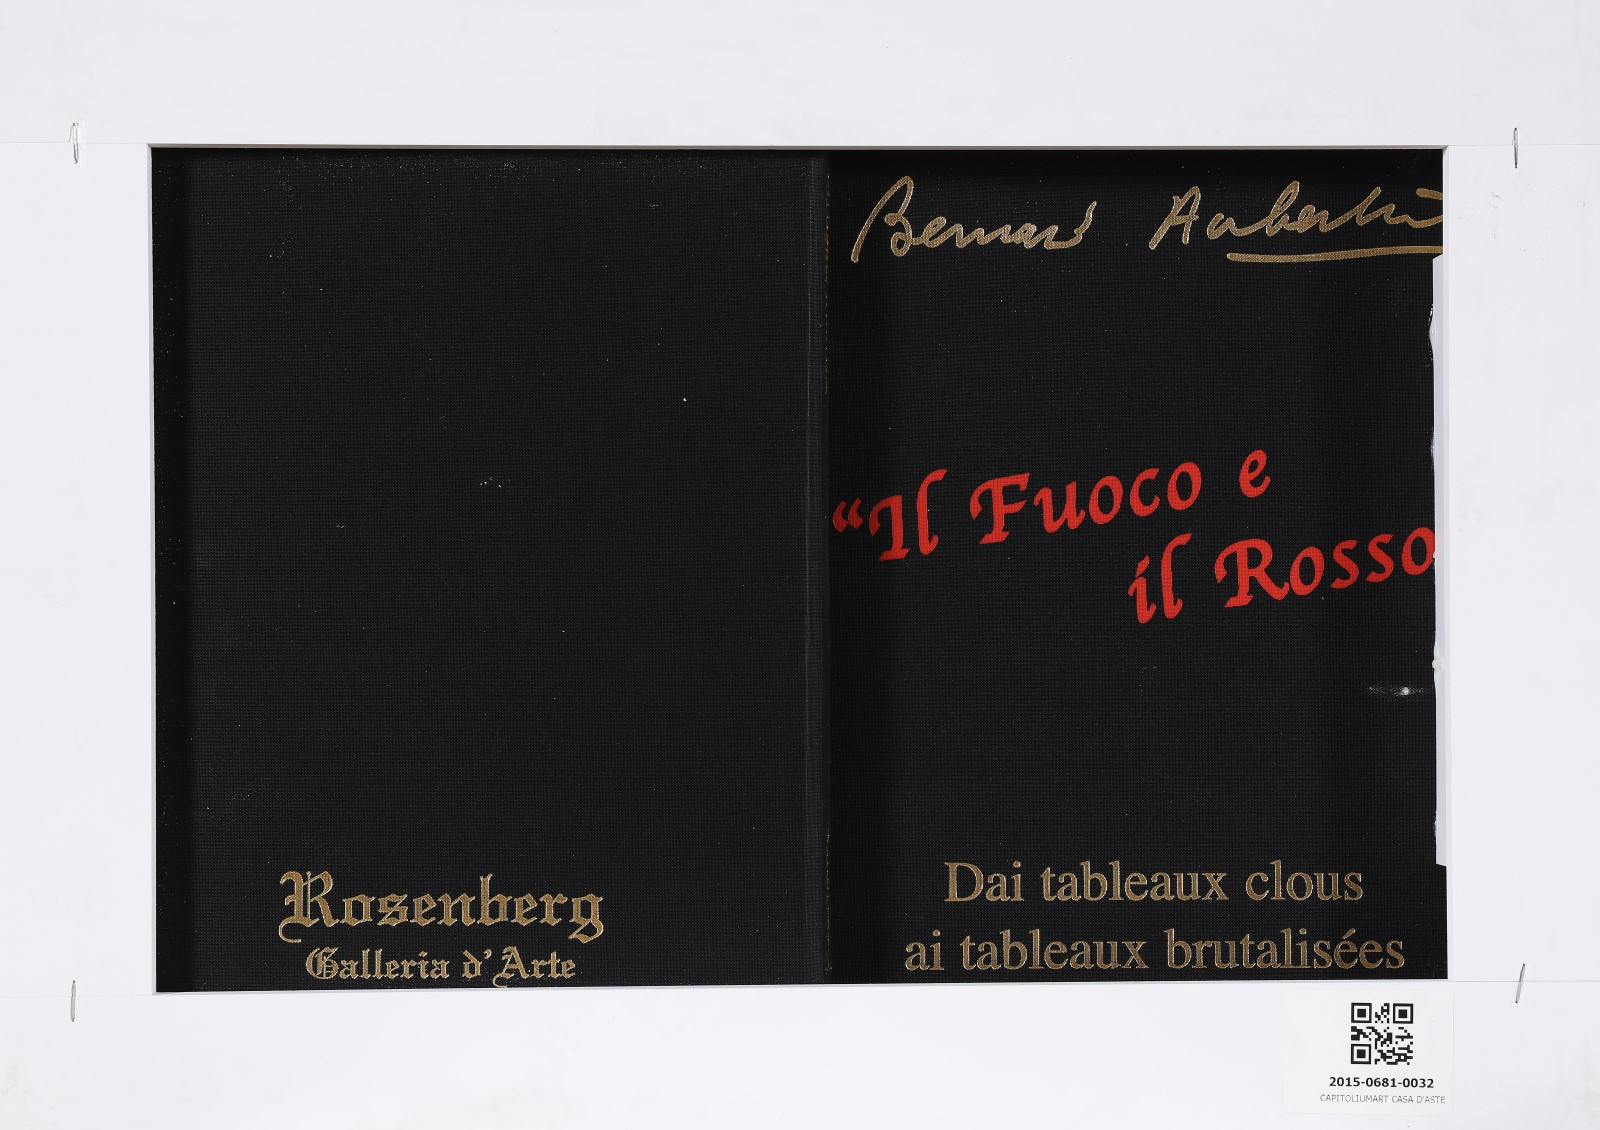 Bernard Aubertin
“Il Fuoco e
il Rosso
Rosenberg
Galleria d'Arte
Dai tableaux clous
ai tableaux brutalisées
2015-0681-0032
CAPITOLIUMART CASA D'ASTE